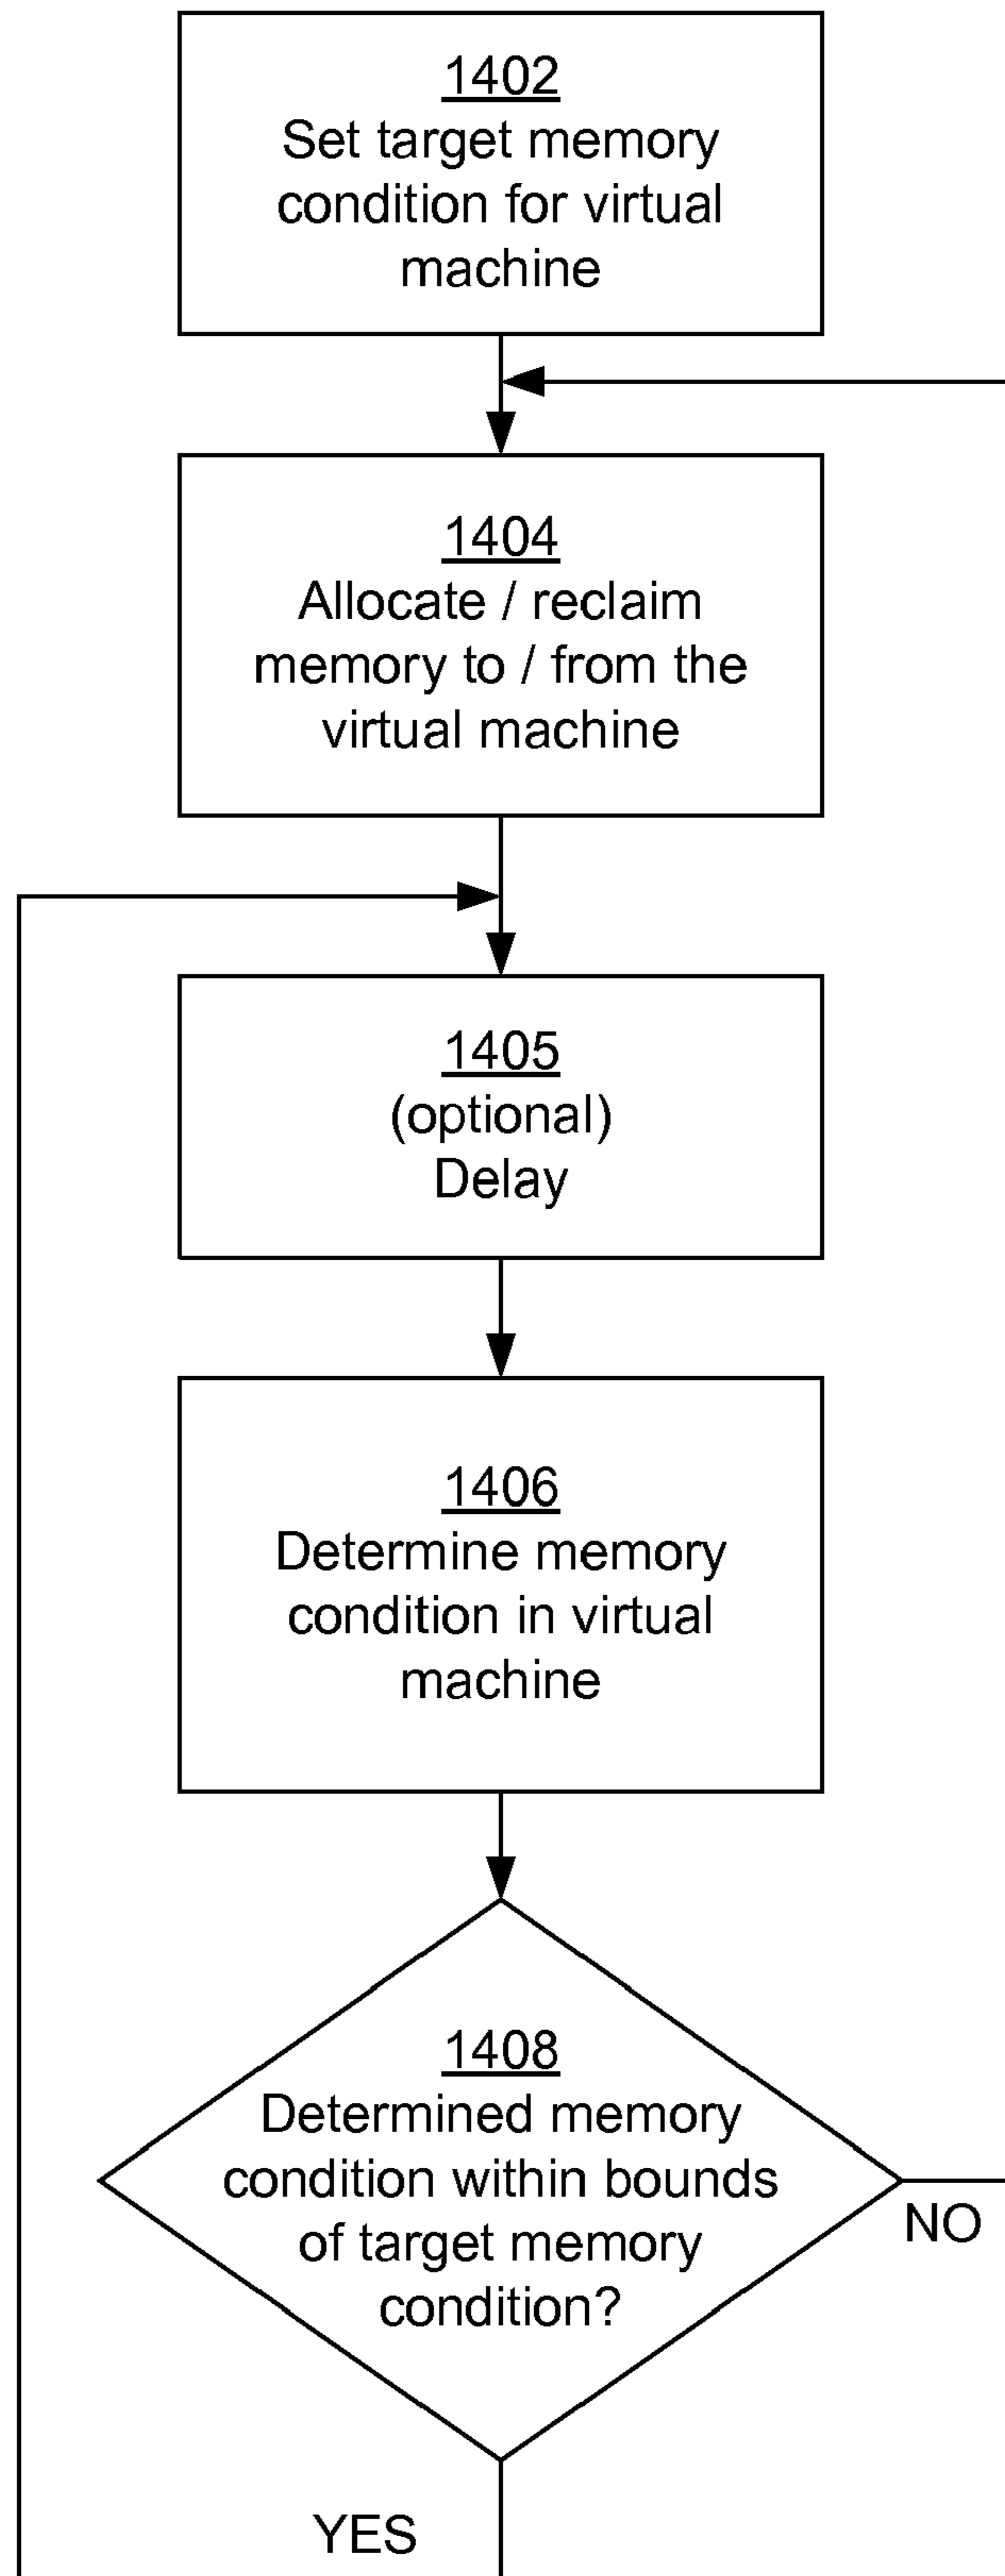 1402
Set target memory
condition for virtual
machine
1404
Allocate / reclaim
memory to / from the
virtual machine
1405
(optional)
Delay
1406
Determine memory
condition in virtual
machine
1408
Determined memory
condition within bounds
of target memory
condition?
NO
YES